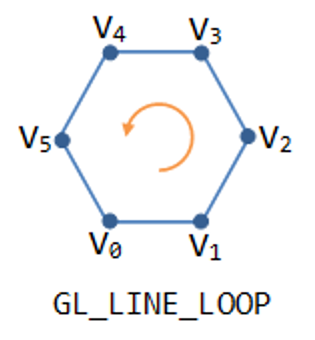 V₄ V₃
V₅ V₂
V₀ V₁
GL_LINE_LOOP